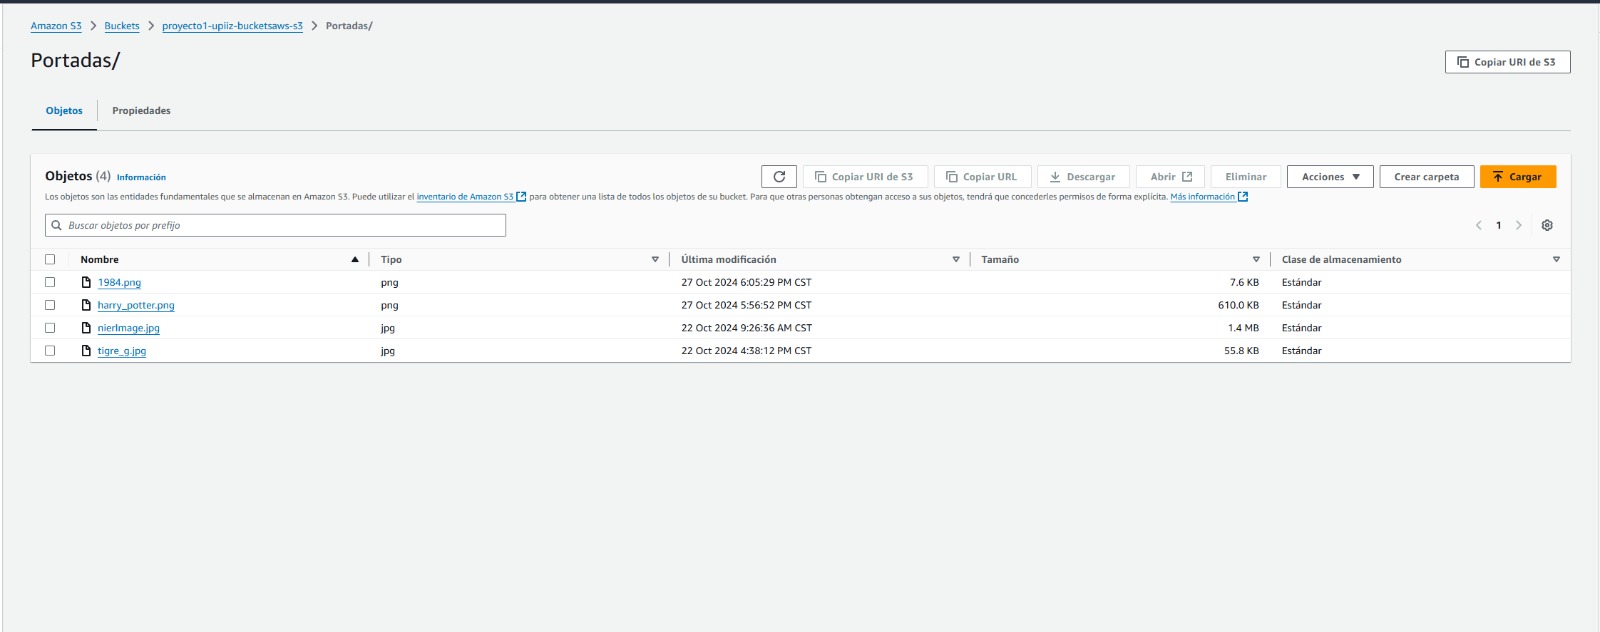 Amazon S3 > Buckets > proyecto1-upiiz-bucketsaws-s3 > Portadas/
Portadas/
Copiar URI de S3
Objetos Propiedades
Objetos (4) Información
Copiar URI de S3 Copiar URL Descargar Abrir Eliminar Acciones Crear carpeta Cargar
Los objetos son las entidades fundamentales que se almacenan en Amazon S3. Puede utilizar el inventario de Amazon S3 para obtener una lista de todos los objetos de su bucket. Para que otras personas obtengan acceso a sus objetos, tendrá que concederles permisos de forma explícita. Más información
Buscar objetos por prefijo
< 1 >
Nombre Tipo Última modificación Tamaño Clase de almacenamiento
1984.png png 27 Oct 2024 6:05:29 PM CST 7.6 KB Estándar
harry_potter.png png 27 Oct 2024 5:56:52 PM CST 610.0 KB Estándar
nierImage.jpg jpg 22 Oct 2024 9:26:36 AM CST 1.4 MB Estándar
tigre_g.jpg jpg 22 Oct 2024 4:38:12 PM CST 55.8 KB Estándar